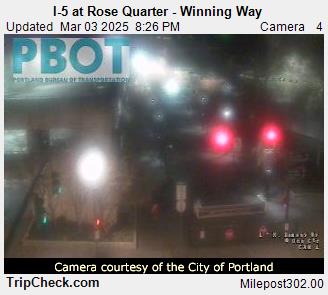 I-5 at Rose Quarter - Winning Way
Updated Mar 03 2025 8:26 PM Camera 4
PBOT
PORTLAND BUREAU OF TRANSPORTATION
Camera courtesy of the City of Portland
TripCheck.com Milepost302.00